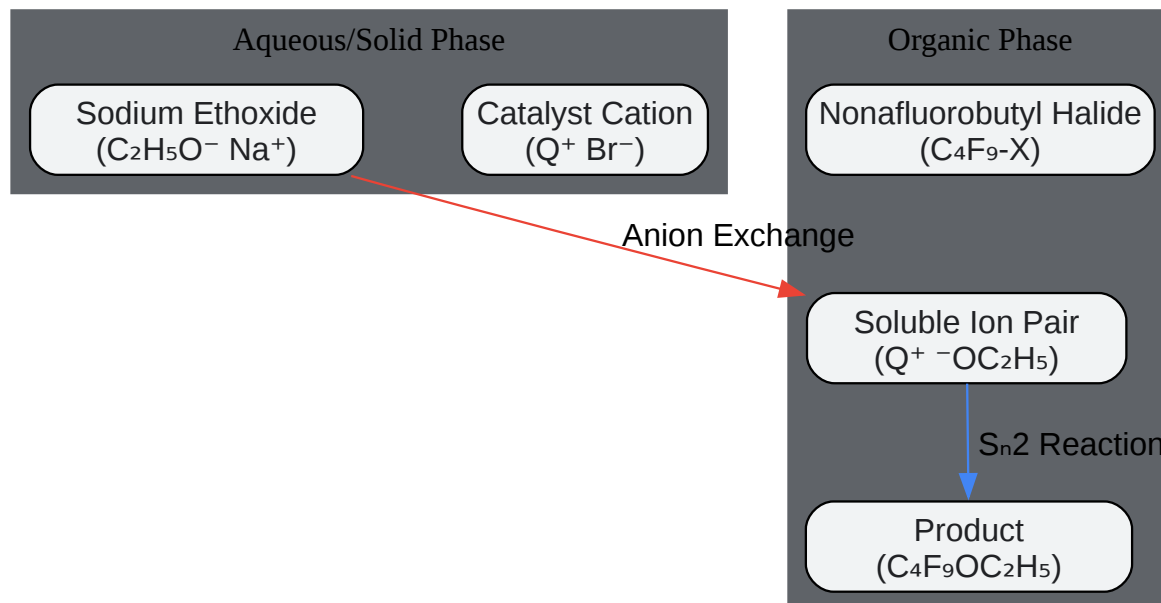 Aqueous/Solid Phase
Organic Phase
Sodium Ethoxide
(C₂H₅O⁻ Na⁺)
Catalyst Cation
(Q⁺ Br⁻)
Nonafluorobutyl Halide
(C₄F₉-X)
Anion Exchange
Soluble Ion Pair
(Q⁺ ⁻OC₂H₅)
Sₙ2 Reaction
Product
(C₄F₉OC₂H₅)